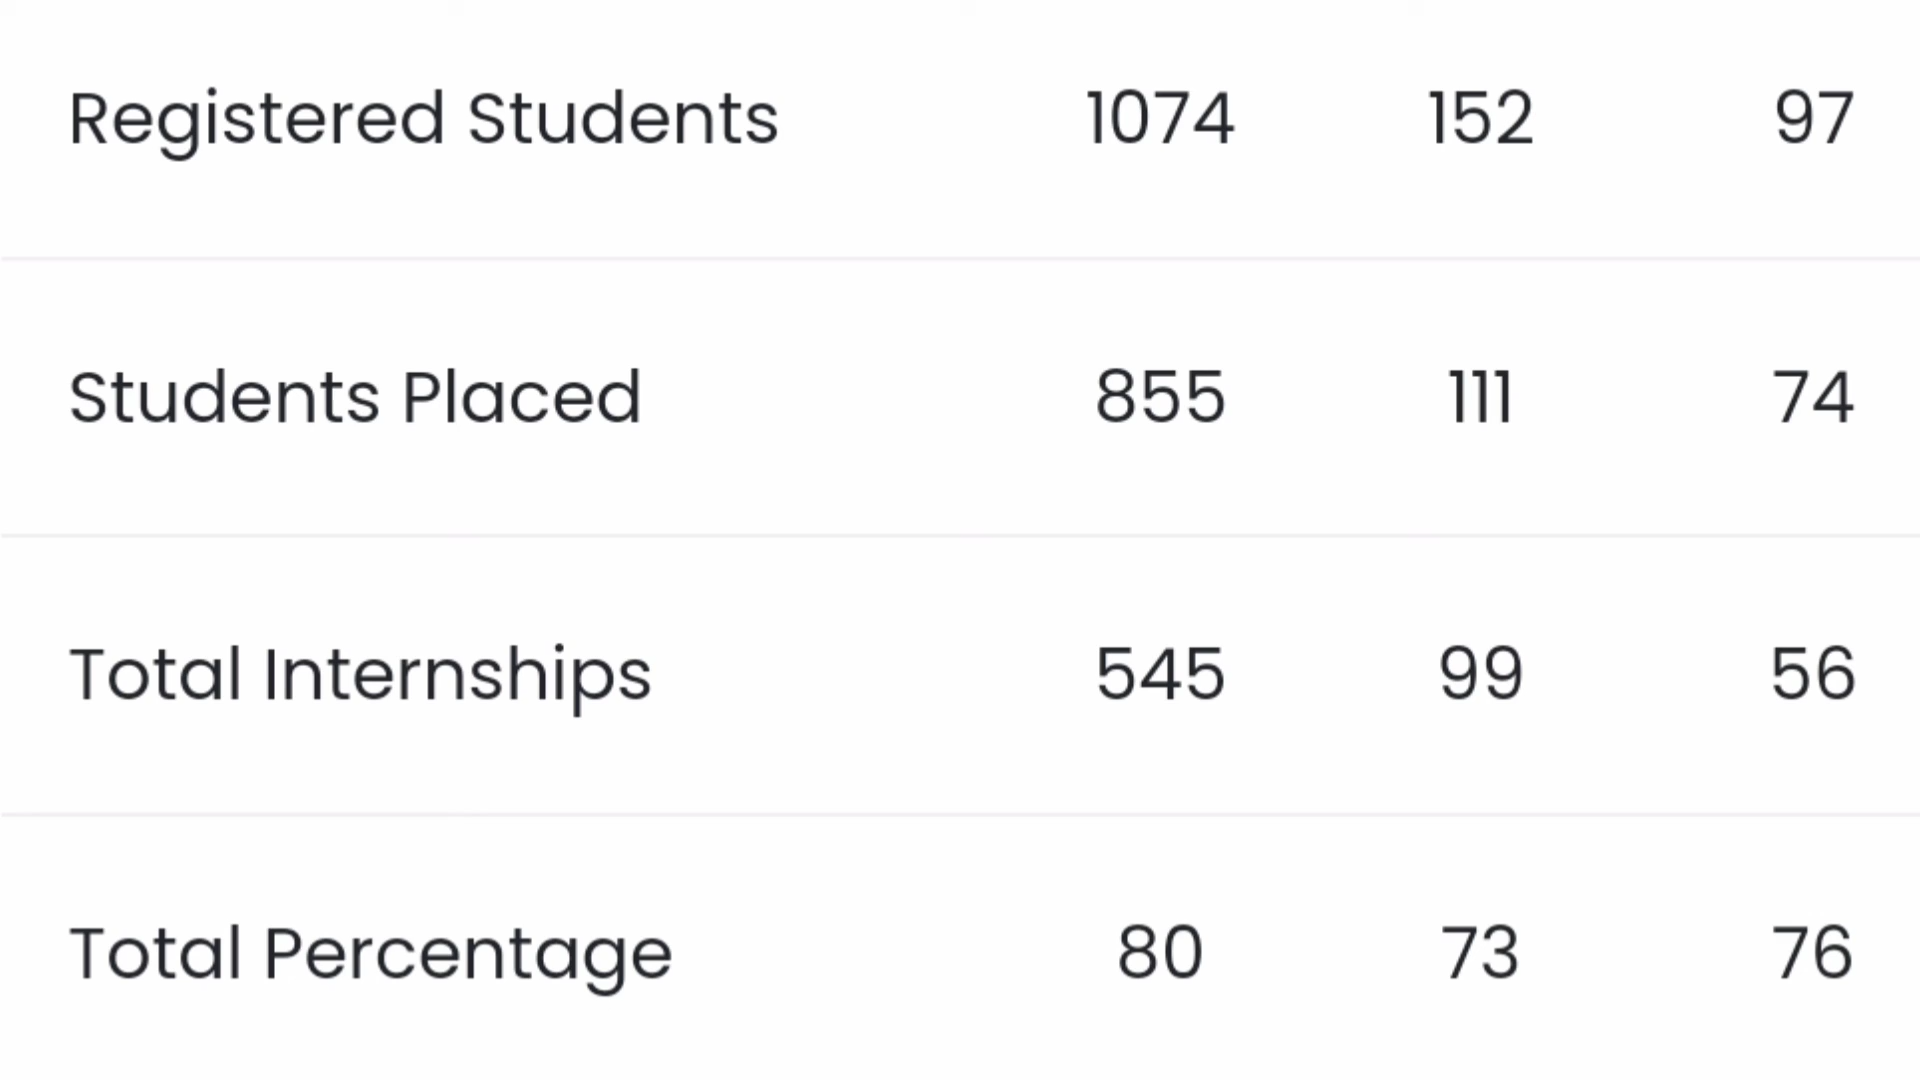 Registered Students 1074 152 97
Students Placed 855 111 74
Total Internships 545 99 56
Total Percentage 80 73 76